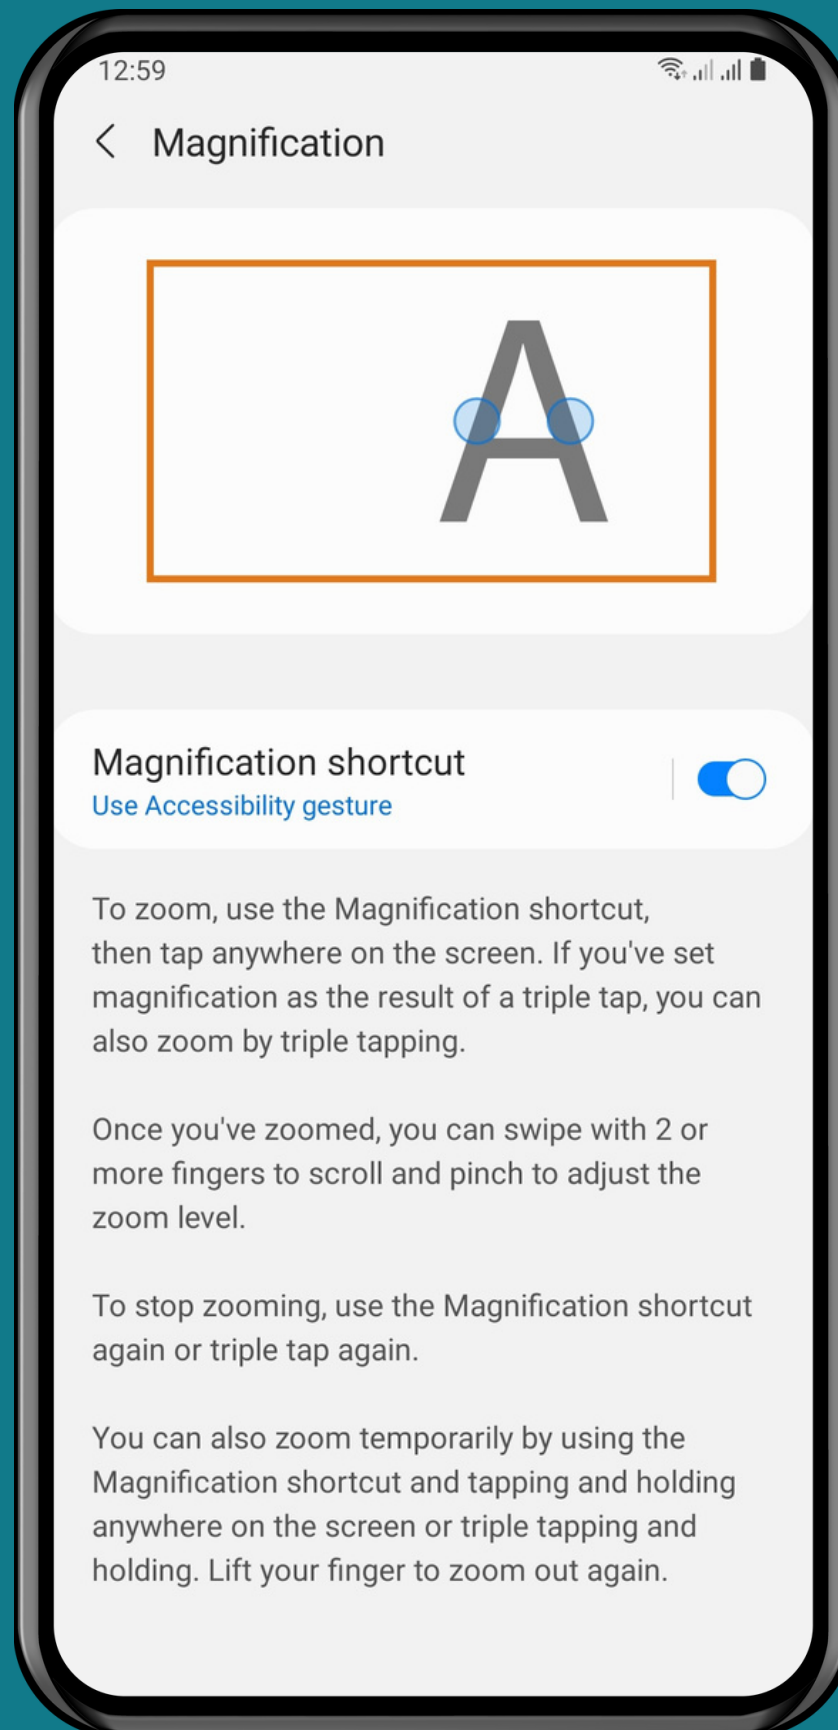 12:59
Magnification
A
Magnification shortcut
Use Accessibility gesture
To zoom, use the Magnification shortcut,
then tap anywhere on the screen. If you've set
magnification as the result of a triple tap, you can
also zoom by triple tapping.
Once you've zoomed, you can swipe with 2 or
more fingers to scroll and pinch to adjust the
zoom level.
To stop zooming, use the Magnification shortcut
again or triple tap again.
You can also zoom temporarily by using the
Magnification shortcut and tapping and holding
anywhere on the screen or triple tapping and
holding. Lift your finger to zoom out again.